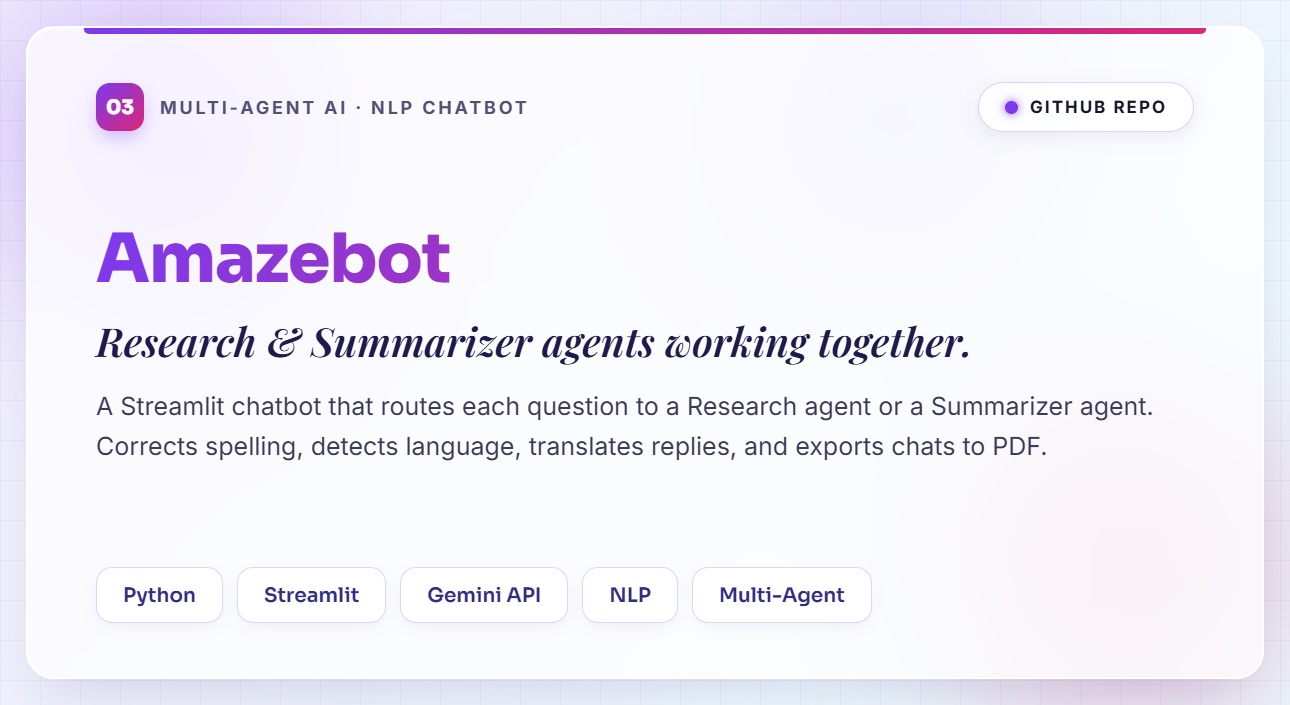 03
MULTI-AGENT AI · NLP CHATBOT
GITHUB REPO
Amazebot
Research & Summarizer agents working together.
A Streamlit chatbot that routes each question to a Research agent or a Summarizer agent.
Corrects spelling, detects language, translates replies, and exports chats to PDF.
Python
Streamlit
Gemini API
NLP
Multi-Agent